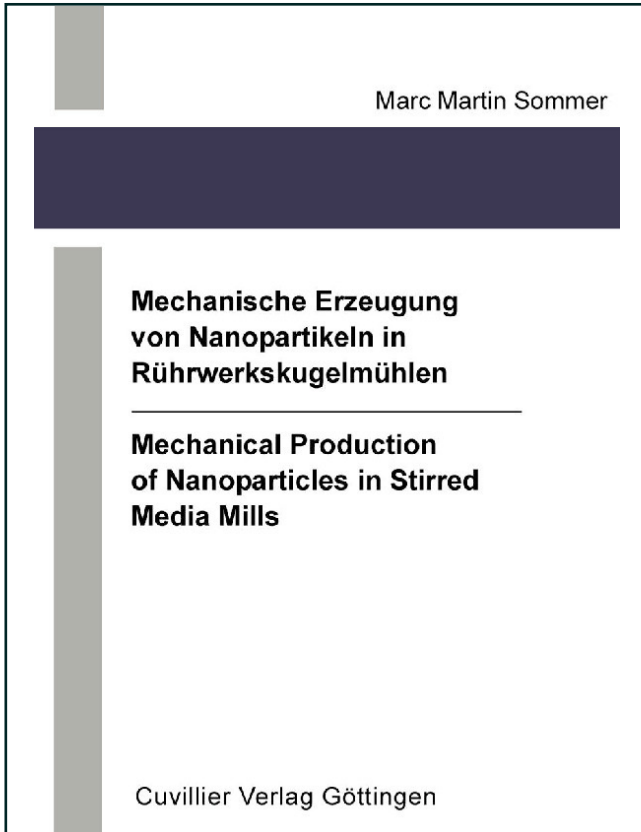 Marc Martin Sommer
Mechanische Erzeugung
von Nanopartikeln in
Rührwerkskugelmühlen
Mechanical Production
of Nanoparticles in Stirred
Media Mills
Cuvillier Verlag Göttingen